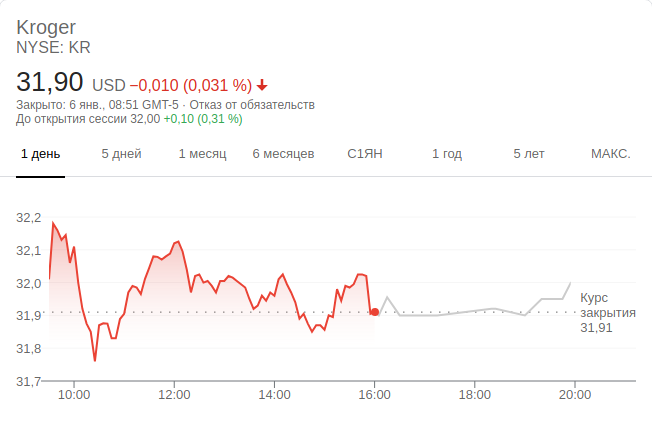 Kroger
NYSE: KR
31,90 USD −0,010 (0,031 %)
Закрыто: 6 янв., 08:51 GMT-5 · Отказ от обязательств
До открытия сессии 32,00 +0,10 (0,31 %)
1 день 5 дней 1 месяц 6 месяцев С1ЯН 1 год 5 лет МАКС.
32,2
32,1
32,0
31,9
31,8
31,7
Курс
закрытия
31,91
10:00 12:00 14:00 16:00 18:00 20:00